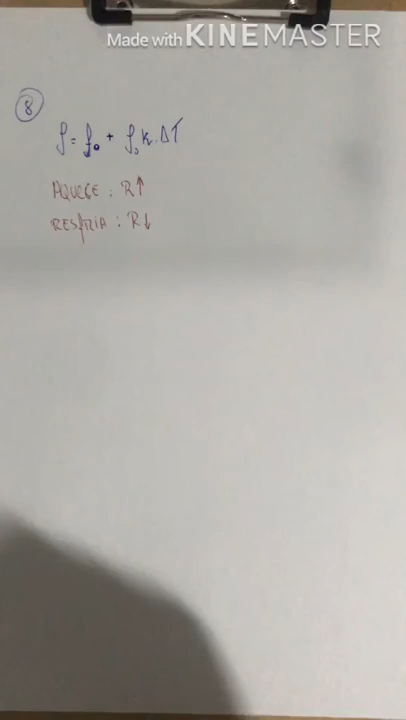 Made with KINEMASTER
8
ρ = ρ₀ + ρ₀ K . ΔT
AQUECE : R↑
RESFRIA : R↓